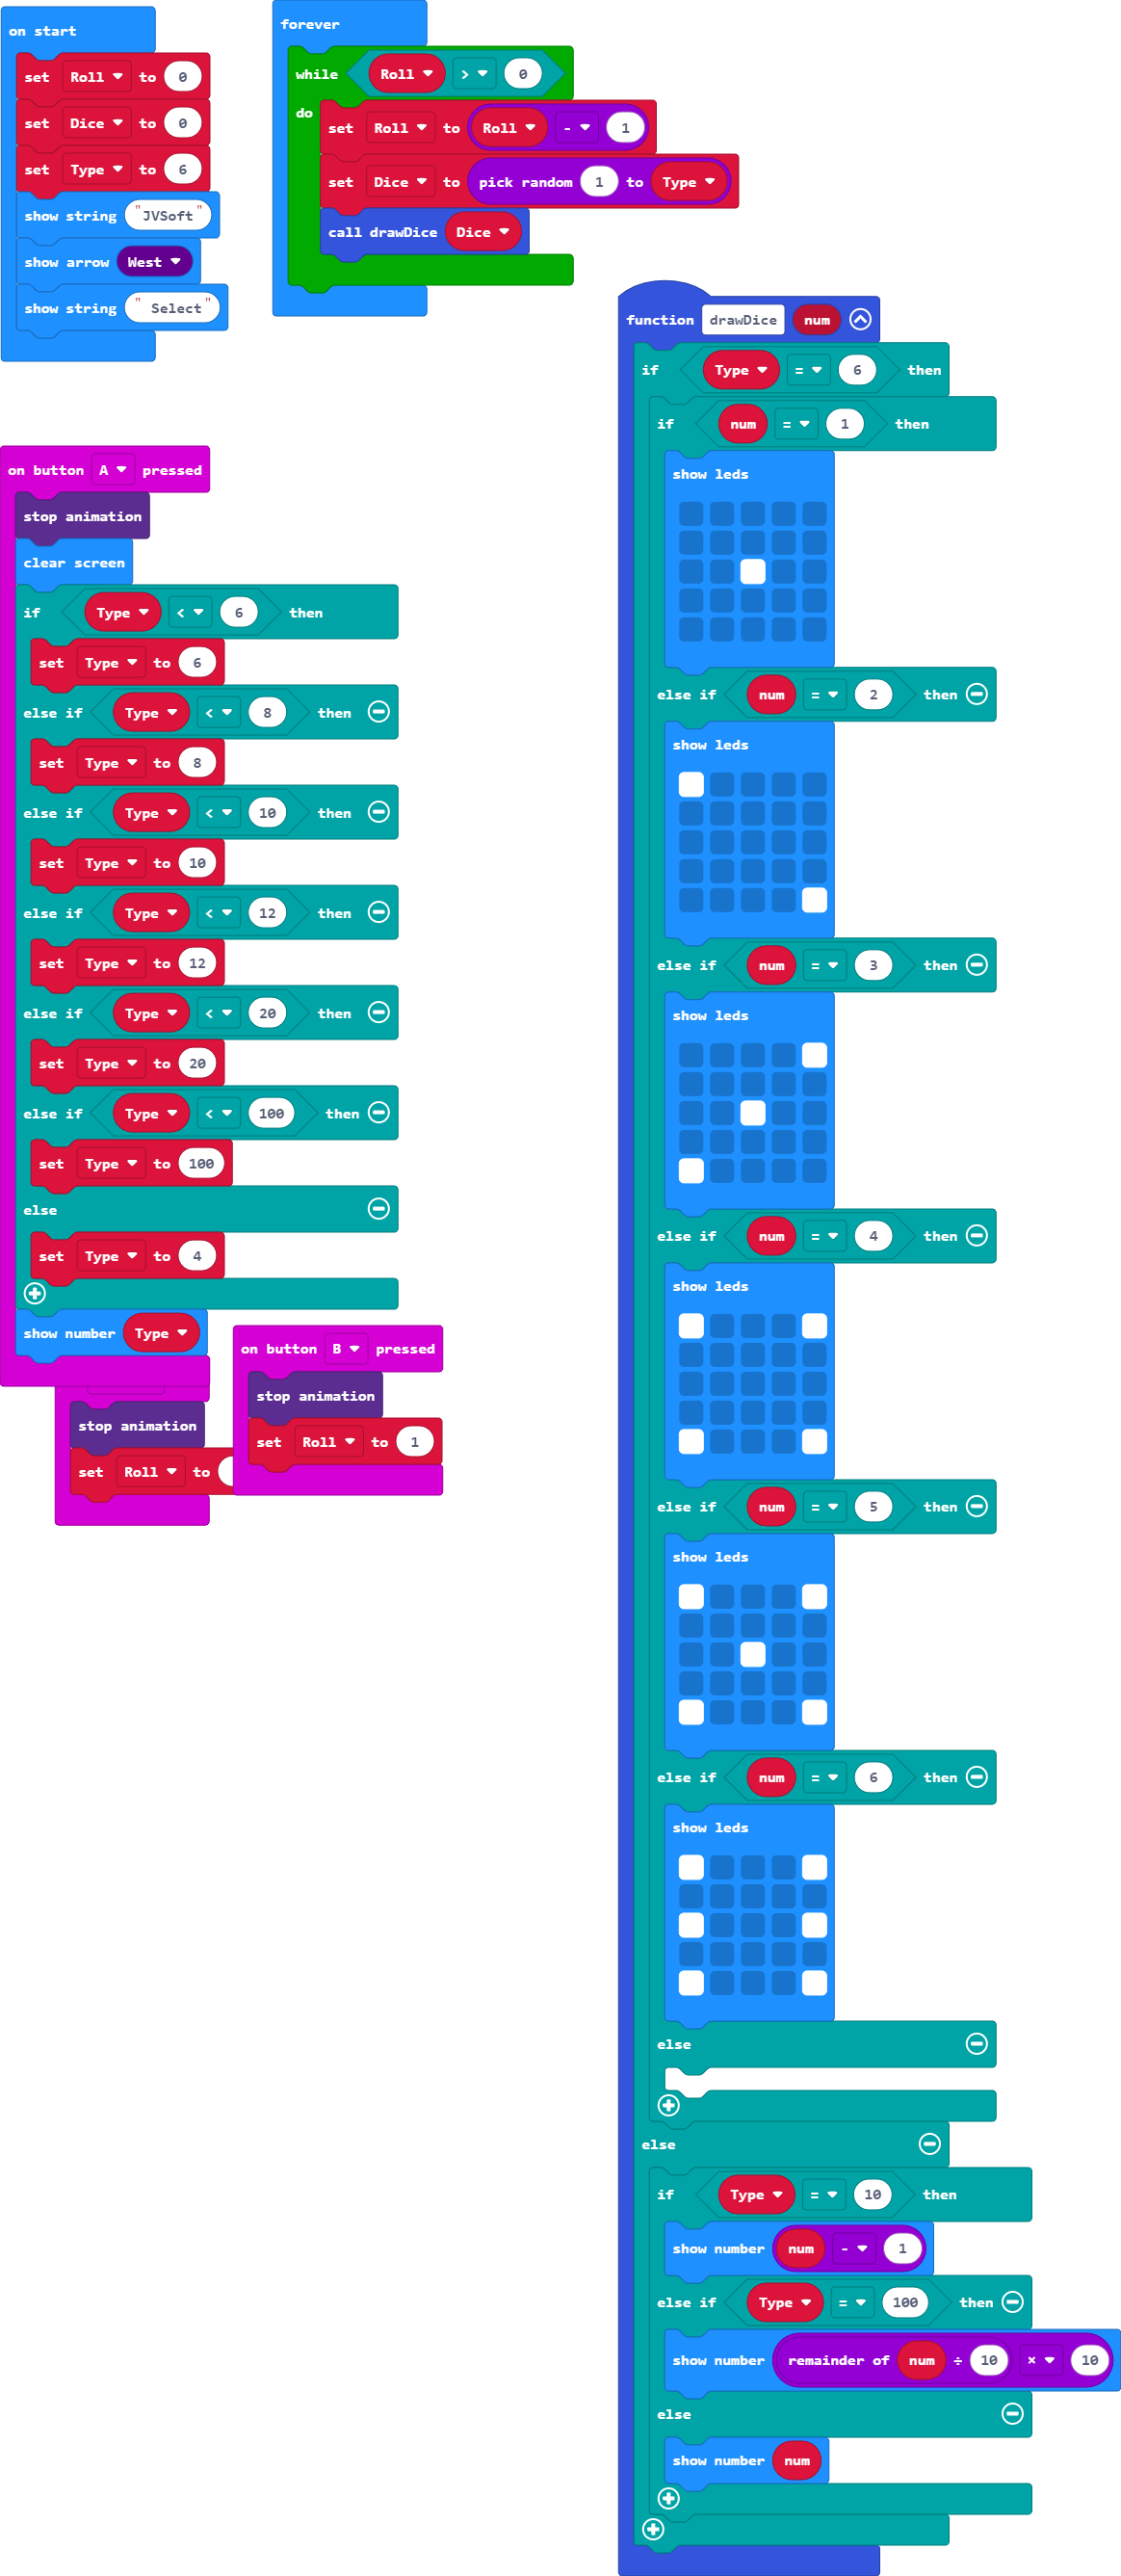 on start
set Roll to 0
set Dice to 0
set Type to 6
show string "JVSoft"
show arrow West
show string " Select"
forever
while Roll > 0
do
set Roll to Roll - 1
set Dice to pick random 1 to Type
call drawDice Dice
on button A pressed
stop animation
clear screen
if Type < 6 then
set Type to 6
else if Type < 8 then
set Type to 8
else if Type < 10 then
set Type to 10
else if Type < 12 then
set Type to 12
else if Type < 20 then
set Type to 20
else if Type < 100 then
set Type to 100
else
set Type to 4
show number Type
stop animation
set Roll to
on button B pressed
stop animation
set Roll to 1
function drawDice num
if Type = 6 then
if num = 1 then
show leds
else if num = 2 then
show leds
else if num = 3 then
show leds
else if num = 4 then
show leds
else if num = 5 then
show leds
else if num = 6 then
show leds
else
else
if Type = 10 then
show number num - 1
else if Type = 100 then
show number remainder of num ÷ 10 × 10
else
show number num